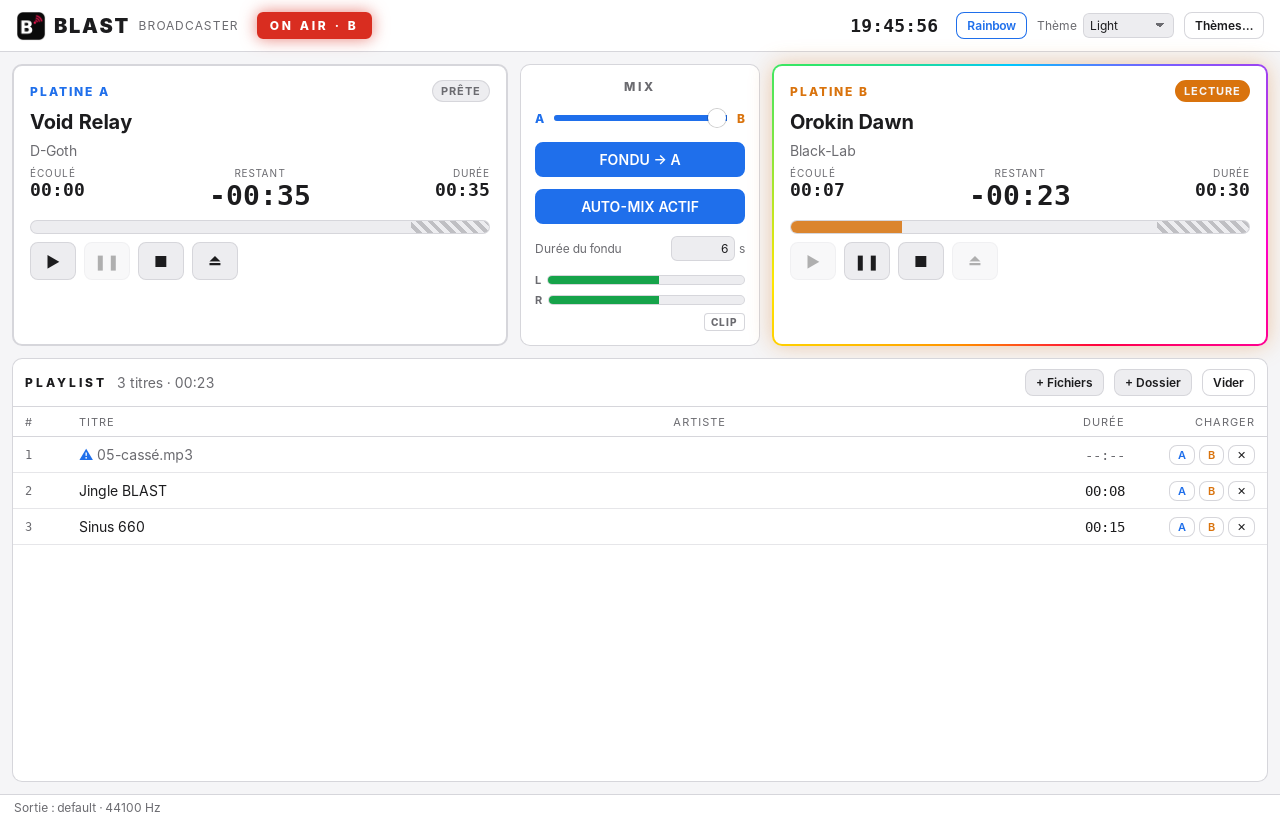 B BLAST BROADCASTER ON AIR · B 19:45:56 Rainbow Thème Light Thèmes...
PLATINE A PRÊTE
Void Relay
D-Goth
ÉCOULÉ RESTANT DURÉE
00:00 -00:35 00:35
MIX
A B
FONDU → A
AUTO-MIX ACTIF
Durée du fondu 6 s
L
R
CLIP
PLATINE B LECTURE
Orokin Dawn
Black-Lab
ÉCOULÉ RESTANT DURÉE
00:07 -00:23 00:30
PLAYLIST 3 titres · 00:23 + Fichiers + Dossier Vider
# TITRE ARTISTE DURÉE CHARGER
1 05-cassé.mp3 --:-- A B ✕
2 Jingle BLAST 00:08 A B ✕
3 Sinus 660 00:15 A B ✕
Sortie : default · 44100 Hz